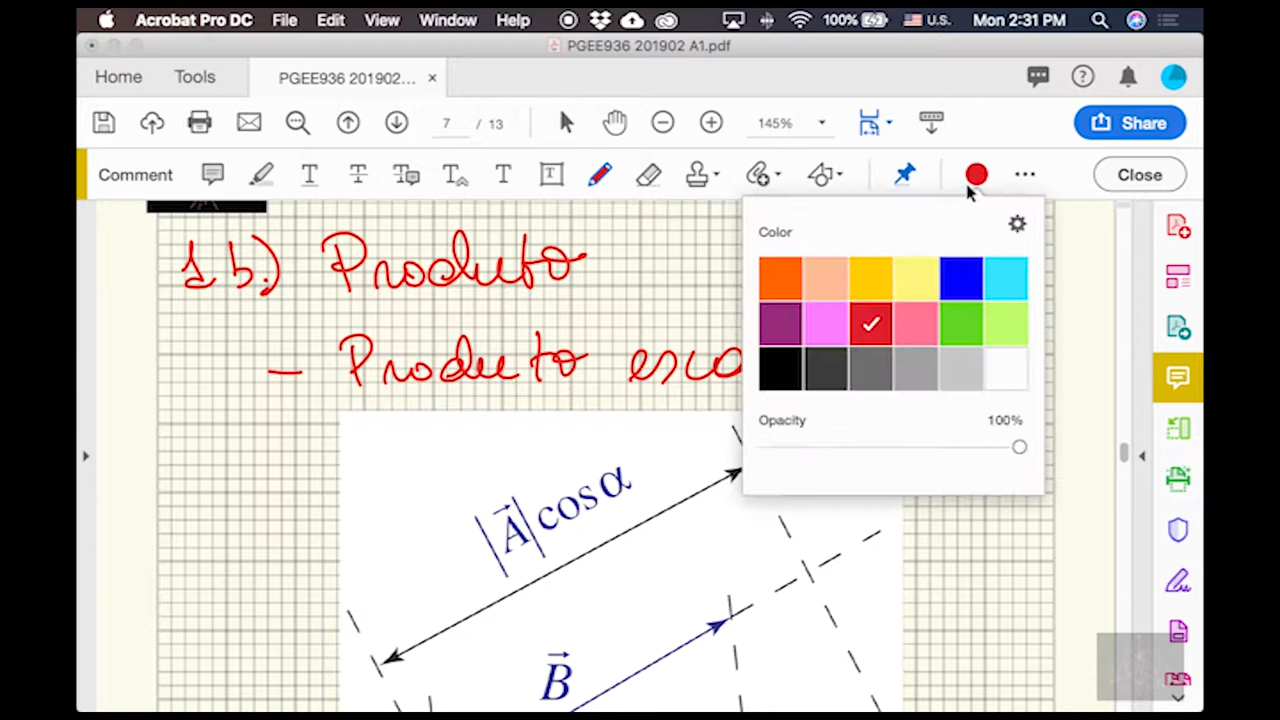 Acrobat Pro DC File Edit View Window Help 100% U.S. Mon 2:31 PM
PGEE936 201902 A1.pdf
Home Tools PGEE936 201902... ×
7 / 13 145% Share
Comment Close
Color
1b.) Produto
- Produto esca
Opacity 100%
|A⃗|cosα
B⃗